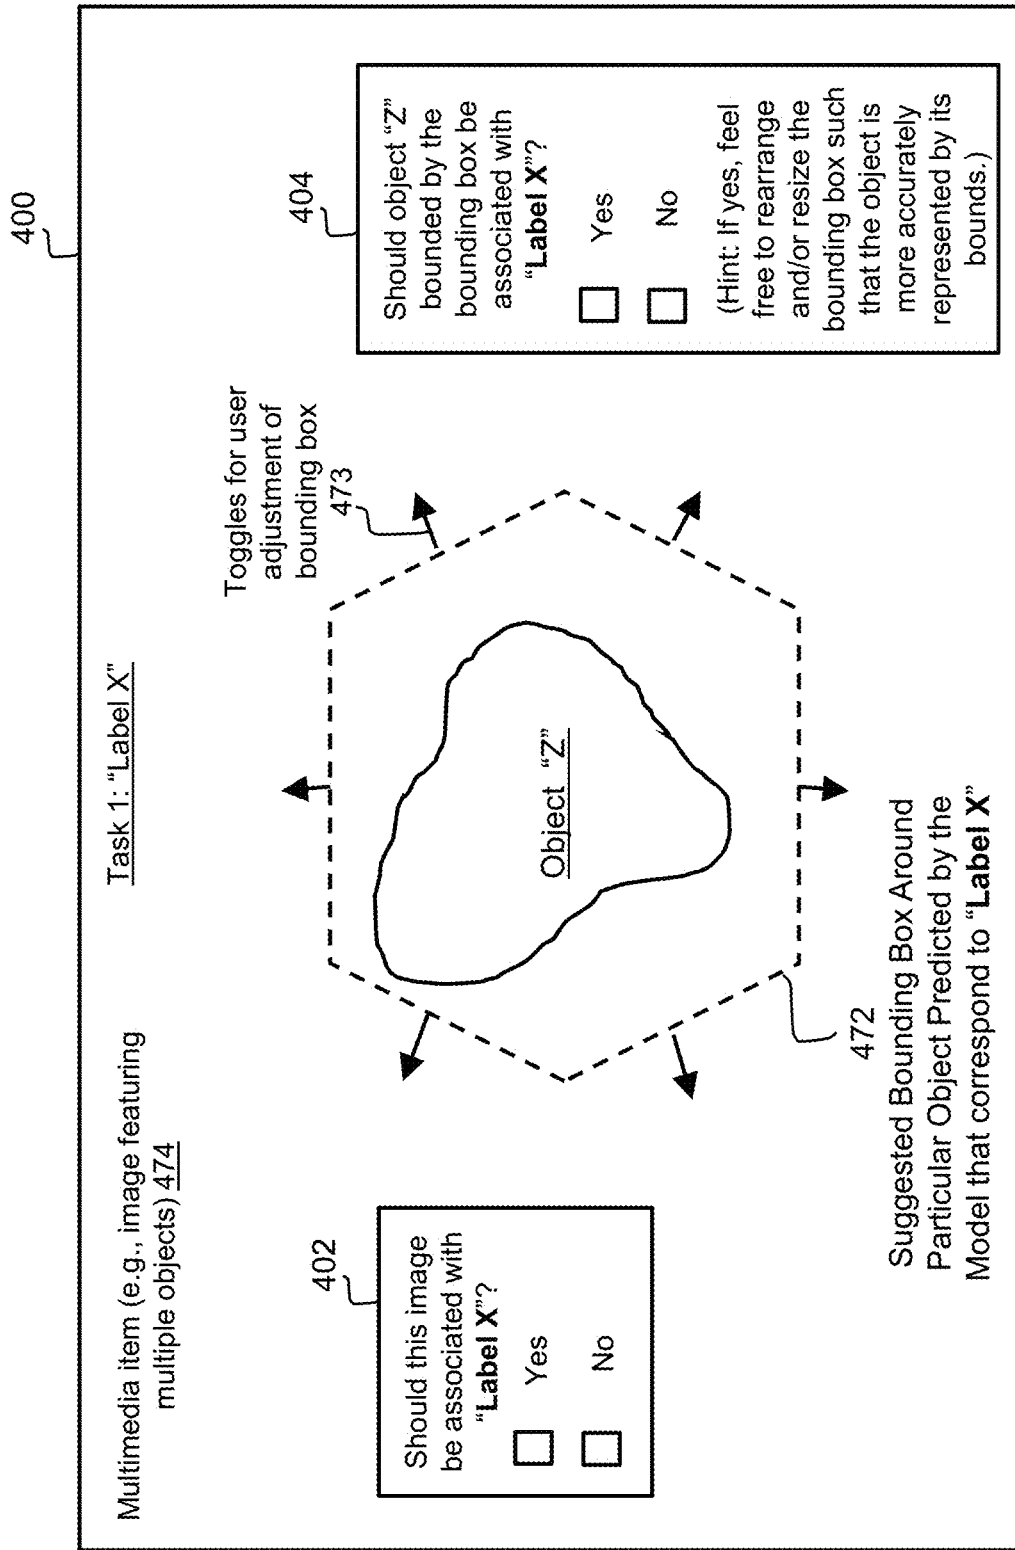 400
Multimedia item (e.g., image featuring
multiple objects) 474
Task 1: "Label X"
402
Should this image
be associated with
"Label X"?
Yes
No
Toggles for user
adjustment of
bounding box
473
Object "Z"
472
Suggested Bounding Box Around
Particular Object Predicted by the
Model that correspond to "Label X"
404
Should object "Z"
bounded by the
bounding box be
associated with
"Label X"?
Yes
No
(Hint: If yes, feel
free to rearrange
and/or resize the
bounding box such
that the object is
more accurately
represented by its
bounds.)